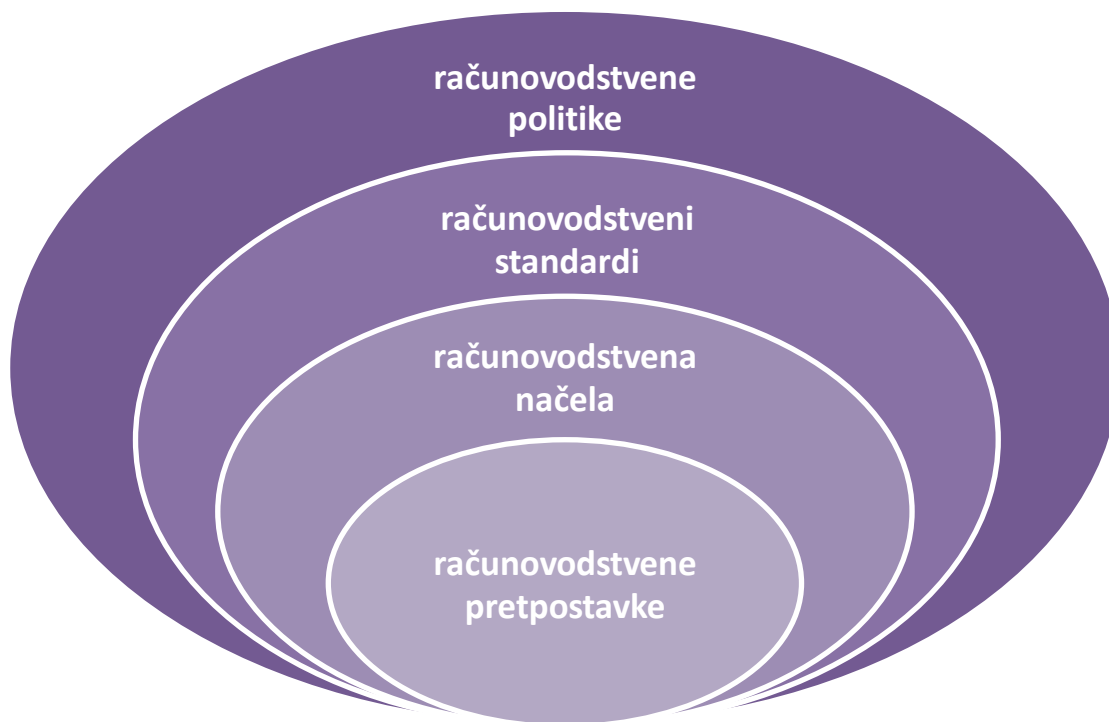 računovodstvene
politike
računovodstveni
standardi
računovodstvena
načela
računovodstvene
pretpostavke